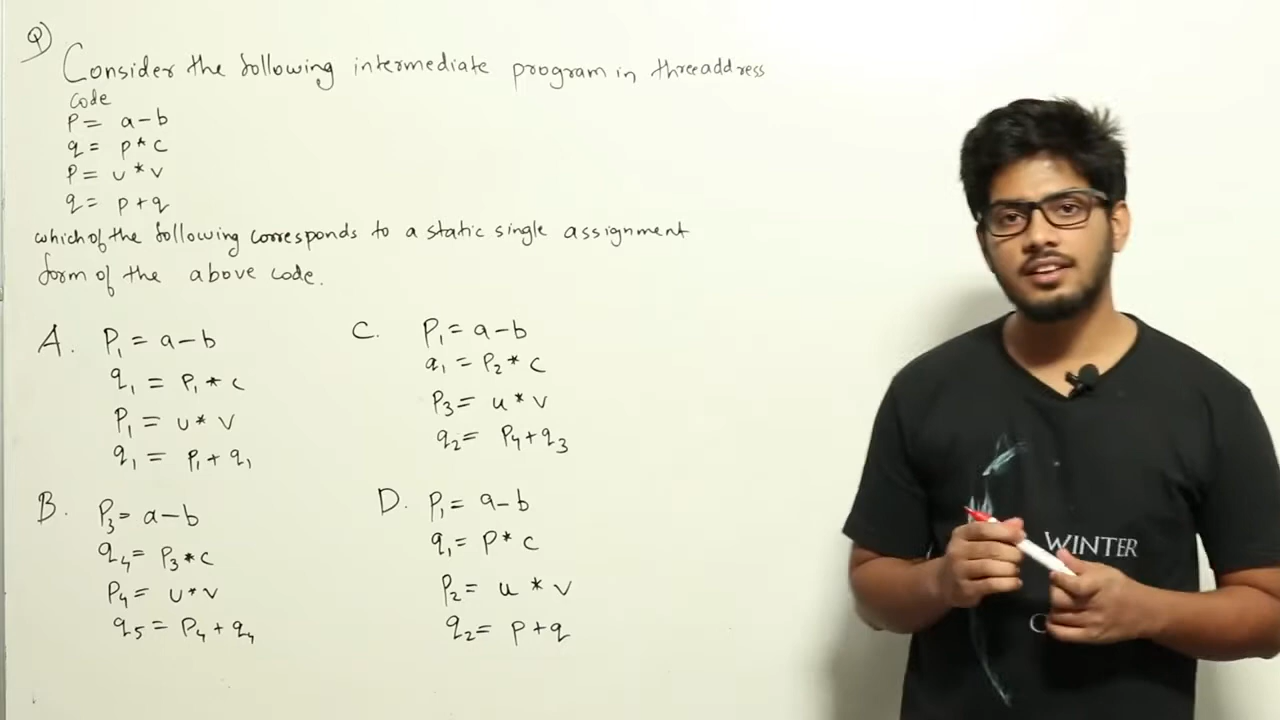 Q)
Consider the following intermediate program in threeaddress
code
P = a-b
q = p*c
P = u*v
q = p+q
which of the following corresponds to a static single assignment
form of the above code.
A. P₁ = a-b
q₁ = P₁*c
P₁ = u*v
q₁ = P₁+q₁
B. P₃= a-b
q₄= P₃*c
P₄= u*v
q₅= P₄+q₄
C. P₁= a-b
q₁ = P₂*c
P₃= u*v
q₂= P₄+q₃
D. P₁= a-b
q₁= P*c
P₂= u*v
q₂= p+q
WINTER